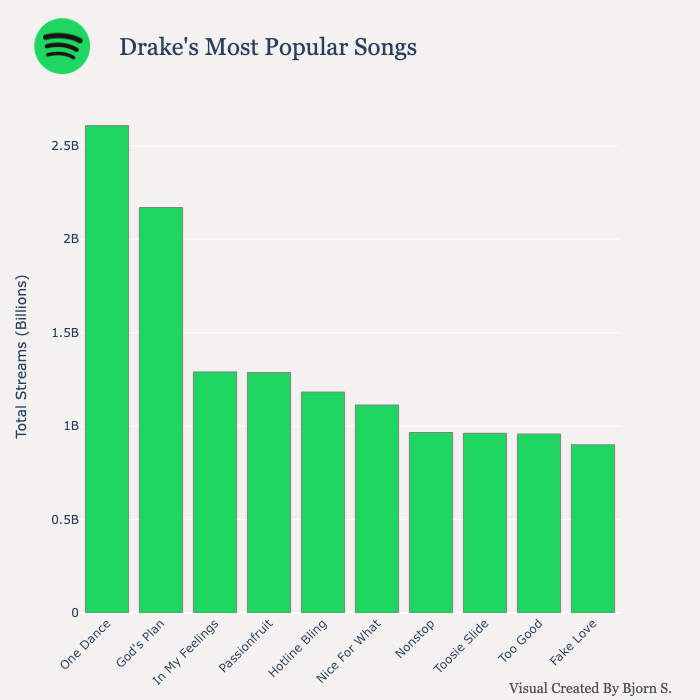 Drake's Most Popular Songs
Total Streams (Billions)
2.5B
2B
1.5B
1B
0.5B
0
One Dance
God's Plan
In My Feelings
Passionfruit
Hotline Bling
Nice For What
Nonstop
Toosie Slide
Too Good
Fake Love
Visual Created By Bjorn S.